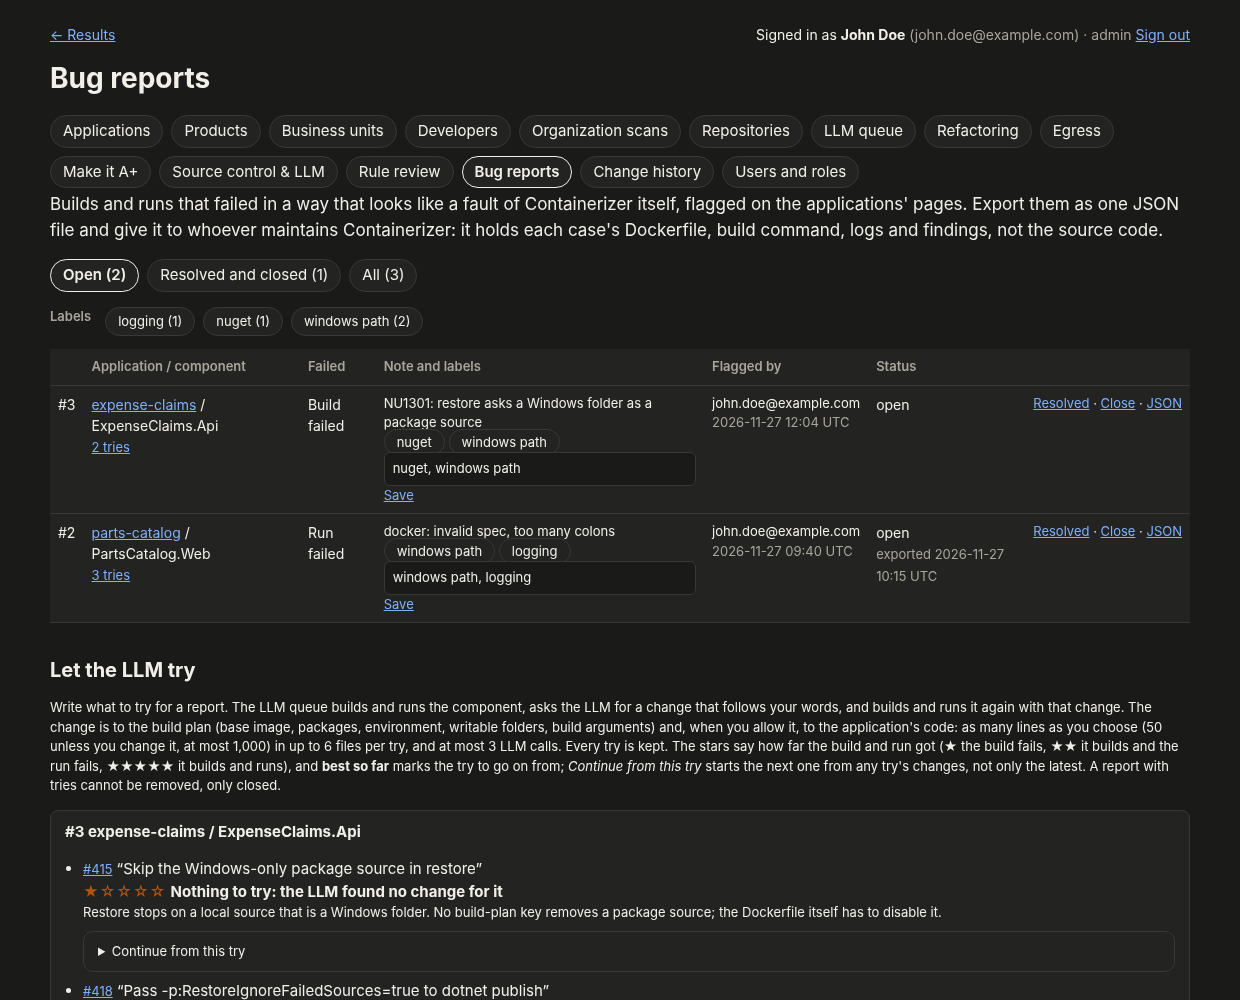 ← Results
Signed in as John Doe (john.doe@example.com) · admin Sign out
Bug reports
Applications
Products
Business units
Developers
Organization scans
Repositories
LLM queue
Refactoring
Egress
Make it A+
Source control & LLM
Rule review
Bug reports
Change history
Users and roles
Builds and runs that failed in a way that looks like a fault of Containerizer itself, flagged on the applications' pages. Export them as one JSON
file and give it to whoever maintains Containerizer: it holds each case's Dockerfile, build command, logs and findings, not the source code.
Open (2)
Resolved and closed (1)
All (3)
Labels
logging (1)
nuget (1)
windows path (2)
Application / component
Failed
Note and labels
Flagged by
Status
#3
expense-claims /
ExpenseClaims.Api
2 tries
Build
failed
NU1301: restore asks a Windows folder as a
package source
nuget
windows path
nuget, windows path
Save
john.doe@example.com
2026-11-27 12:04 UTC
open
Resolved · Close · JSON
#2
parts-catalog /
PartsCatalog.Web
3 tries
Run
failed
docker: invalid spec, too many colons
windows path
logging
windows path, logging
Save
john.doe@example.com
2026-11-27 09:40 UTC
open
exported 2026-11-27
10:15 UTC
Resolved · Close · JSON
Let the LLM try
Write what to try for a report. The LLM queue builds and runs the component, asks the LLM for a change that follows your words, and builds and runs it again with that change. The
change is to the build plan (base image, packages, environment, writable folders, build arguments) and, when you allow it, to the application's code: as many lines as you choose (50
unless you change it, at most 1,000) in up to 6 files per try, and at most 3 LLM calls. Every try is kept. The stars say how far the build and run got (★ the build fails, ★★ it builds and the
run fails, ★★★★★ it builds and runs), and best so far marks the try to go on from; Continue from this try starts the next one from any try's changes, not only the latest. A report with
tries cannot be removed, only closed.
#3 expense-claims / ExpenseClaims.Api
#415 “Skip the Windows-only package source in restore”
★☆☆☆☆ Nothing to try: the LLM found no change for it
Restore stops on a local source that is a Windows folder. No build-plan key removes a package source; the Dockerfile itself has to disable it.
▶ Continue from this try
#418 “Pass -p:RestoreIgnoreFailedSources=true to dotnet publish”